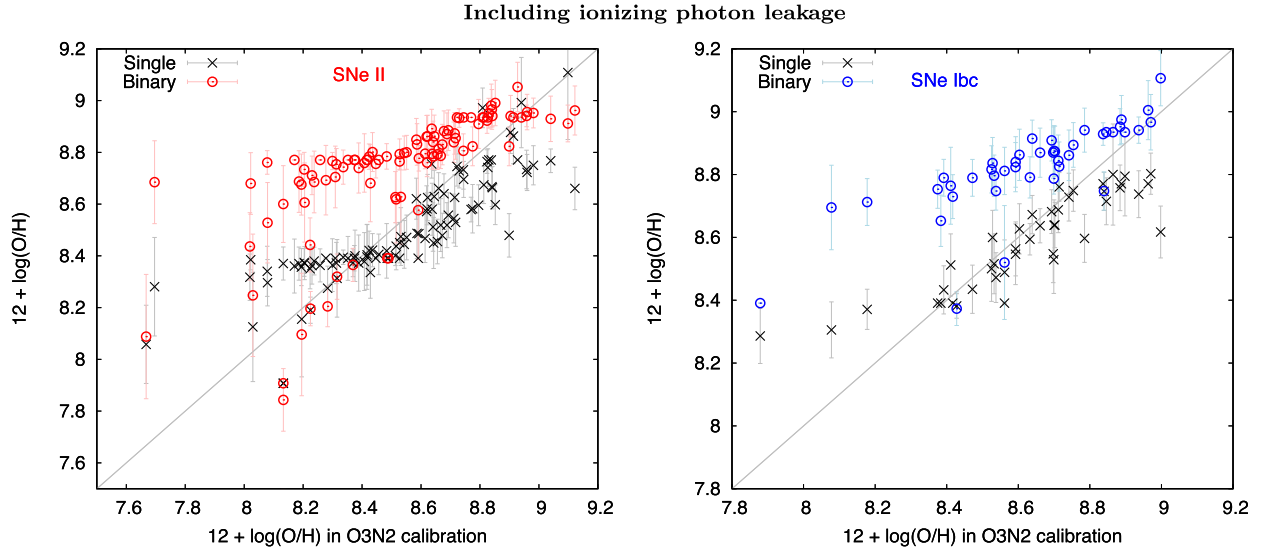 Including ionizing photon leakage
9.2
9
8.8
8.6
8.4
8.2
8
7.8
7.6
12 + log(O/H)
Single
Binary
SNe II
7.6 7.8 8 8.2 8.4 8.6 8.8 9 9.2
12 + log(O/H) in O3N2 calibration
9.2
9
8.8
8.6
8.4
8.2
8
7.8
12 + log(O/H)
Single
Binary
SNe Ibc
7.8 8 8.2 8.4 8.6 8.8 9 9.2
12 + log(O/H) in O3N2 calibration